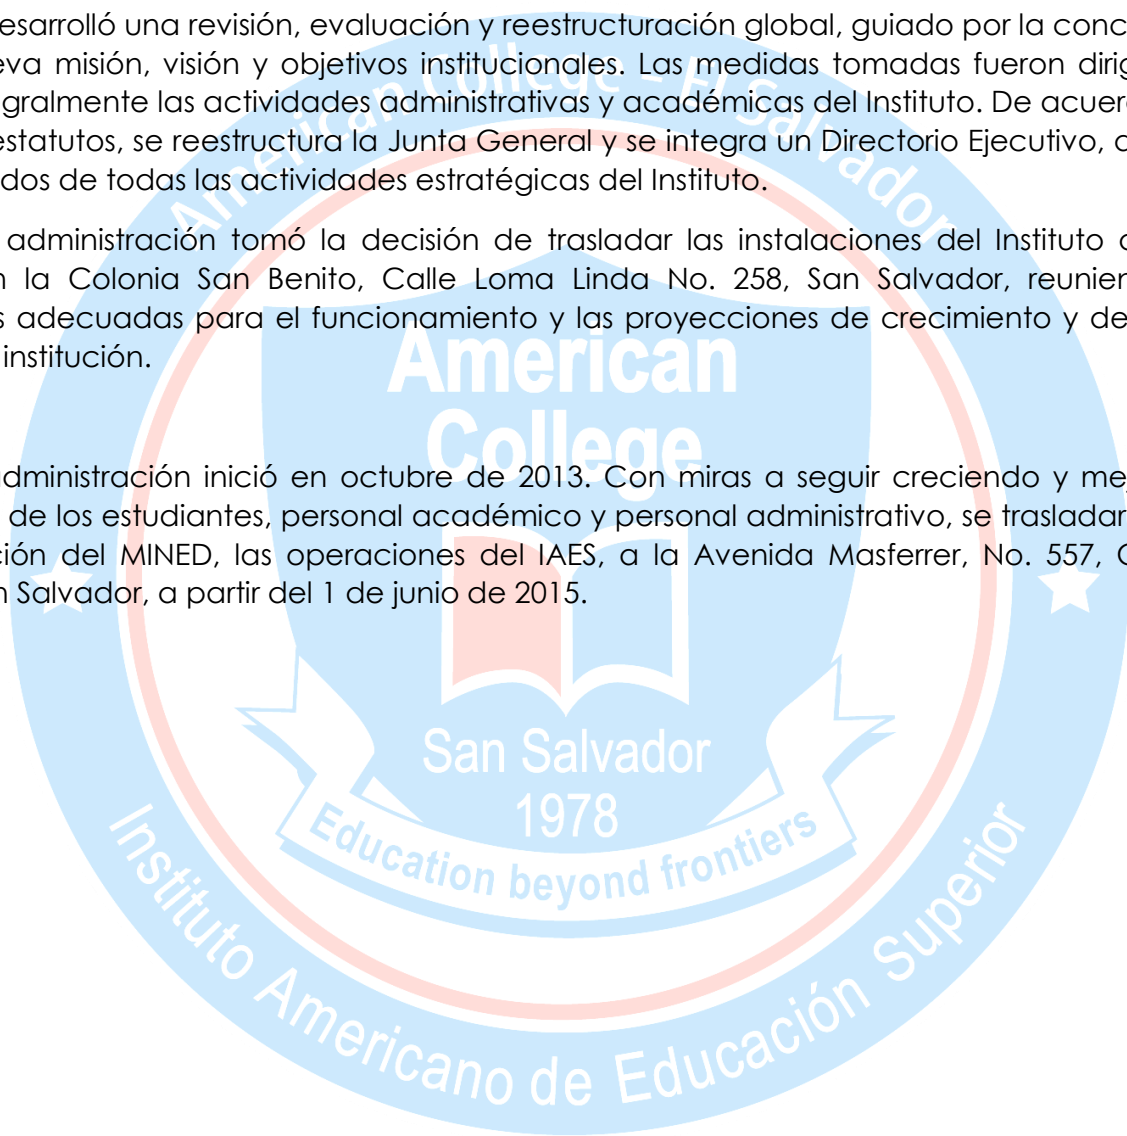 esarrolló una revisión, evaluación y reestructuración global, guiado por la conc
eva misión, visión y objetivos institucionales. Las medidas tomadas fueron dirig
gralmente las actividades administrativas y académicas del Instituto. De acuer
estatutos, se reestructura la Junta General y se integra un Directorio Ejecutivo,
dos de todas las actividades estratégicas del Instituto.
administración tomó la decisión de trasladar las instalaciones del Instituto
la Colonia San Benito, Calle Loma Linda No. 258, San Salvador, reunien
s adecuadas para el funcionamiento y las proyecciones de crecimiento y de
institución.
dministración inició en octubre de 2013. Con miras a seguir creciendo y mej
de los estudiantes, personal académico y personal administrativo, se trasladar
ción del MINED, las operaciones del IAES, a la Avenida Masferrer, No. 557,
n Salvador, a partir del 1 de junio de 2015.
American College - El Salvador
American
College
San Salvador
1978
Education beyond frontiers
Instituto Americano de Educación Superior